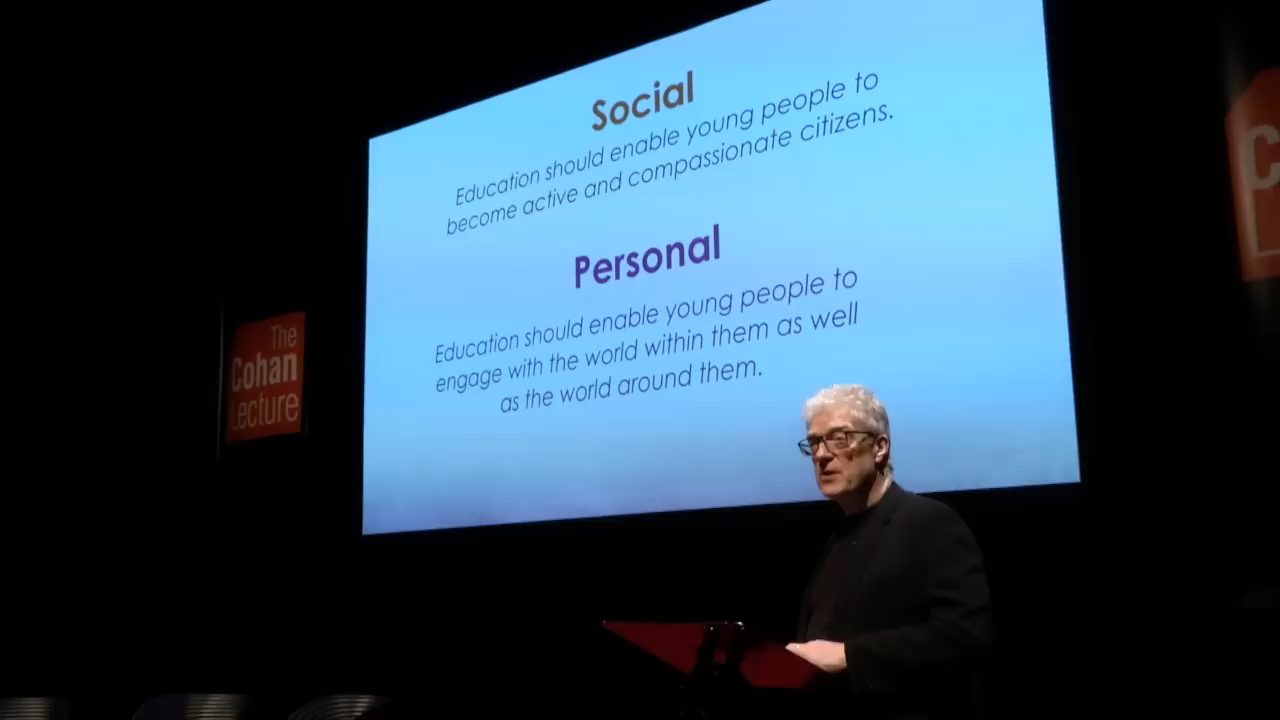 Social
Education should enable young people to
become active and compassionate citizens.
Personal
Education should enable young people to
engage with the world within them as well
as the world around them.
The
Cohan
Lecture
C